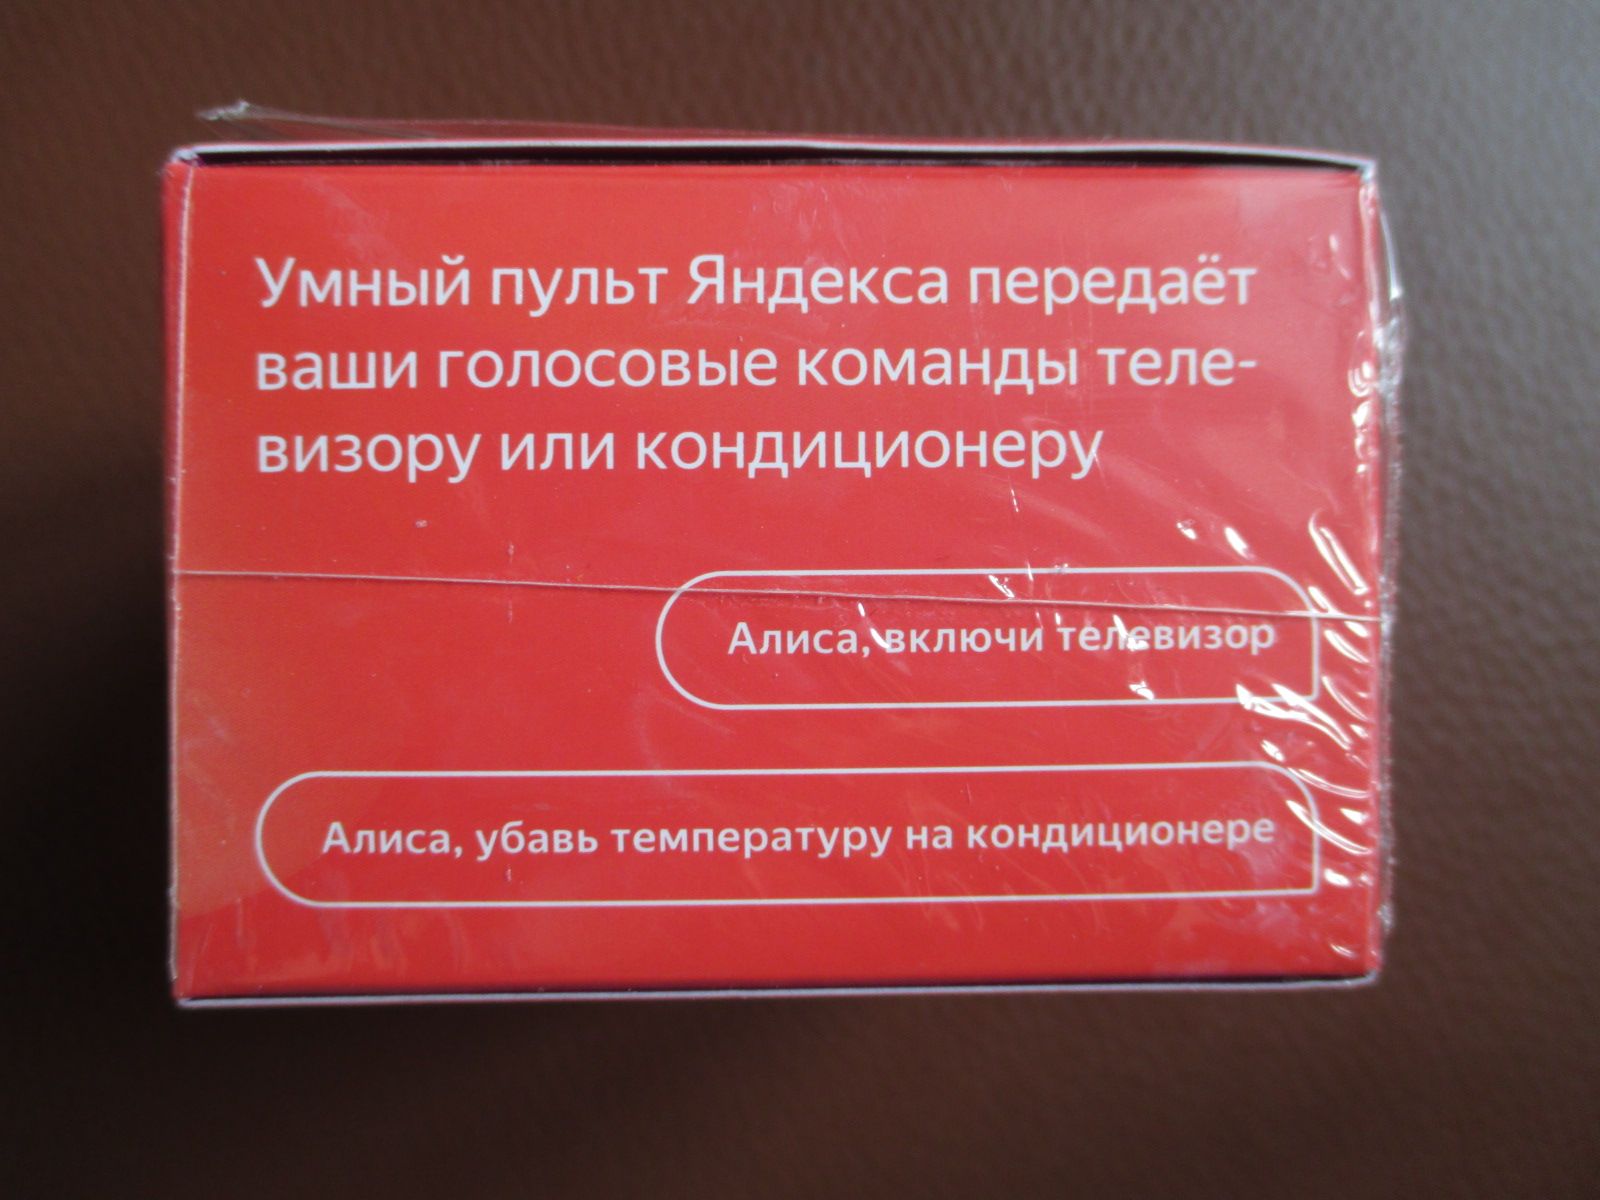 Умный пульт Яндекса передаёт
ваши голосовые команды теле-
визору или кондиционеру
Алиса, включи телевизор
Алиса, убавь температуру на кондиционере